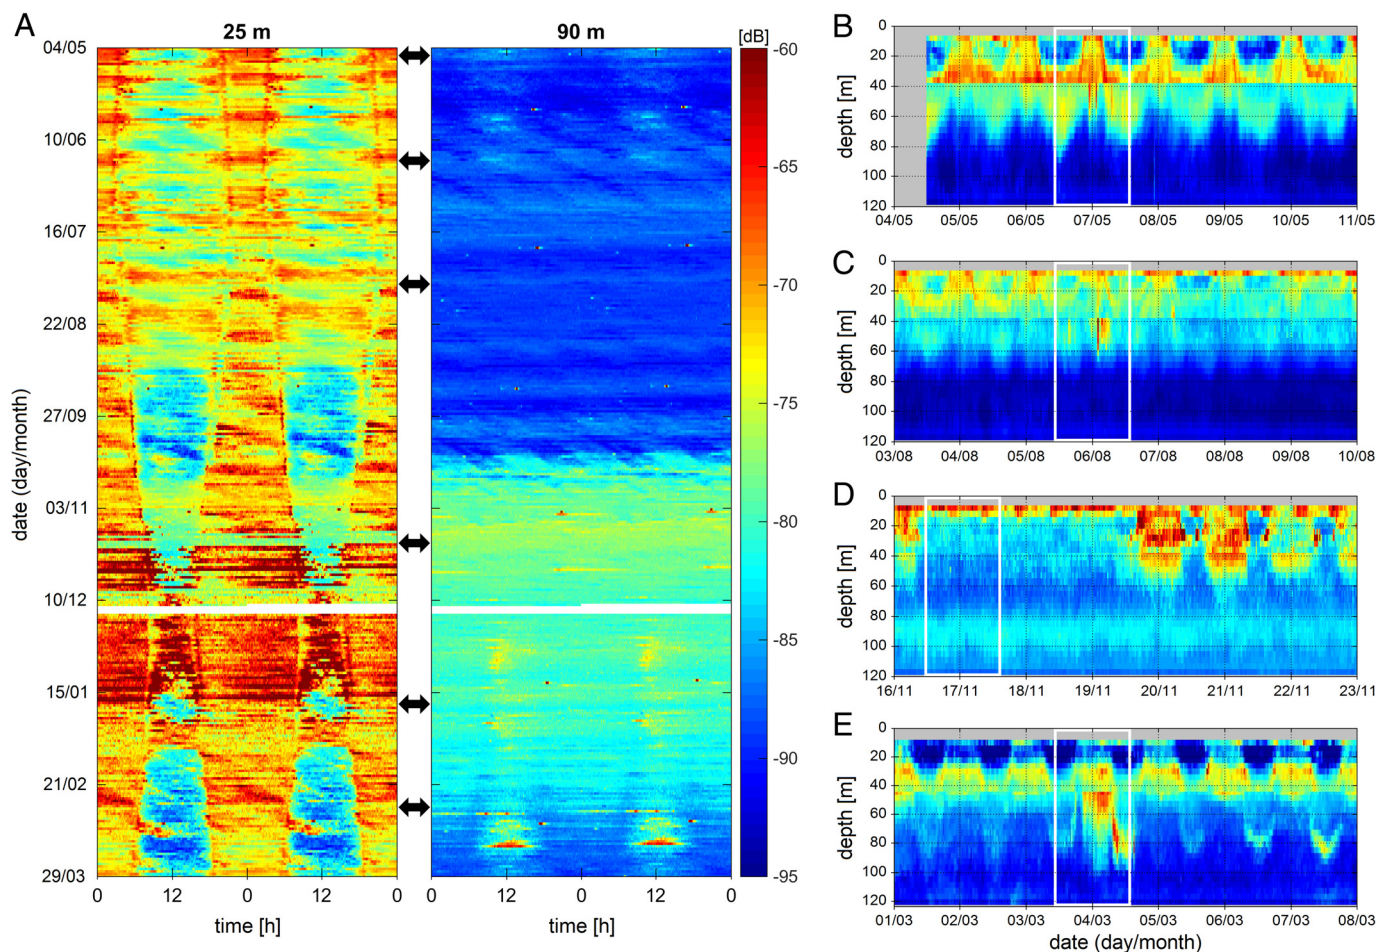 A
25 m
90 m
[dB]
04/05
10/06
16/07
22/08
27/09
03/11
10/12
15/01
21/02
29/03
date (day/month)
0 12 0 12 0
time [h]
0 12 0 12 0
time [h]
-60
-65
-70
-75
-80
-85
-90
-95
B
0
20
40
60
80
100
120
depth [m]
04/05 05/05 06/05 07/05 08/05 09/05 10/05 11/05
C
0
20
40
60
80
100
120
depth [m]
03/08 04/08 05/08 06/08 07/08 08/08 09/08 10/08
D
0
20
40
60
80
100
120
depth [m]
16/11 17/11 18/11 19/11 20/11 21/11 22/11 23/11
E
0
20
40
60
80
100
120
depth [m]
01/03 02/03 03/03 04/03 05/03 06/03 07/03 08/03
date (day/month)